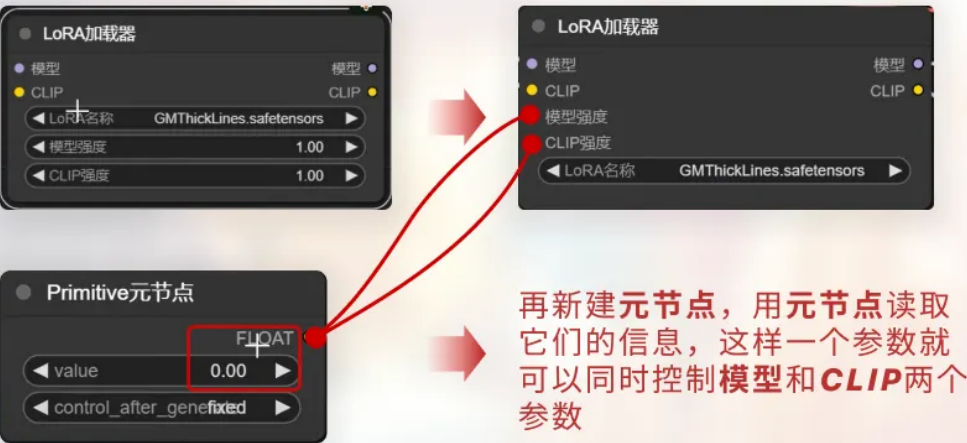 LoRA加载器
模型 模型
CLIP CLIP
LoRA名称 GMThickLines.safetensors
模型强度 1.00
CLIP强度 1.00
LoRA加载器
模型 模型
CLIP CLIP
模型强度
CLIP强度
LoRA名称 GMThickLines.safetensors
Primitive元节点
FLOAT
value 0.00
control_after_generate fixed
再新建元节点，用元节点读取
它们的信息，这样一个参数就
可以同时控制模型和CLIP两个
参数